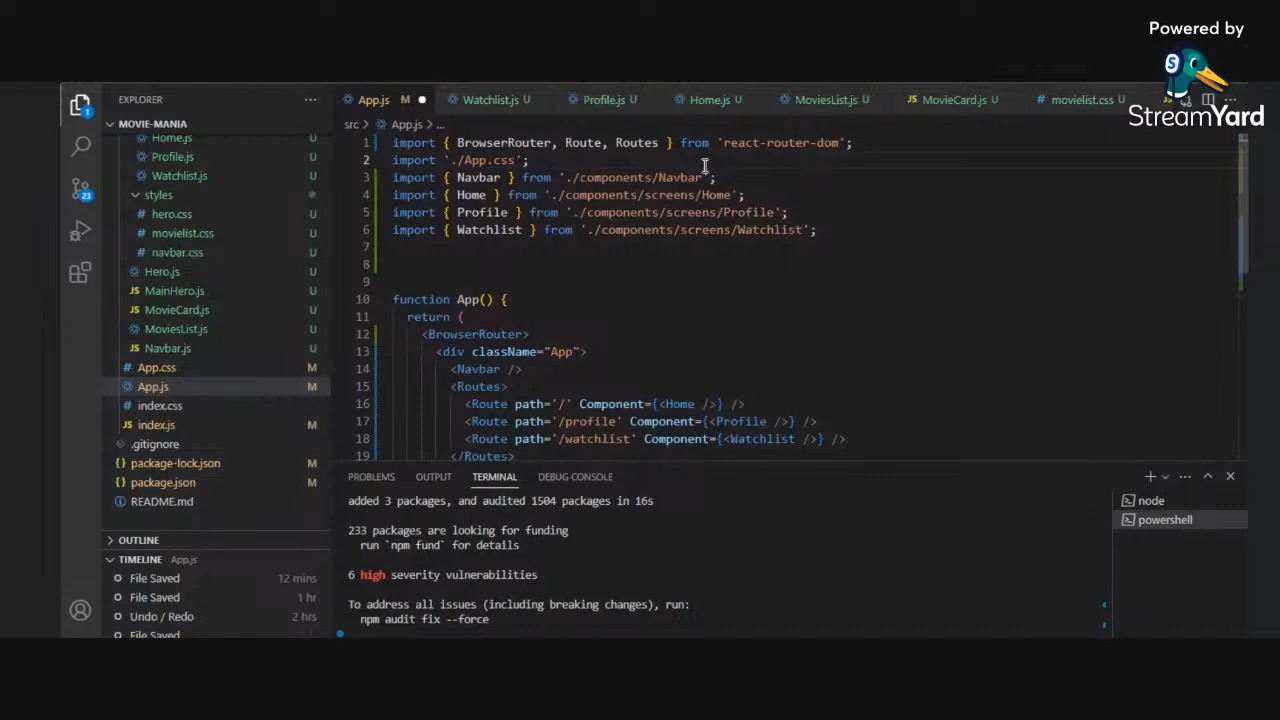 Powered by
StreamYard
EXPLORER
MOVIE-MANIA
Home.js U
Profile.js U
Watchlist.js U
styles
hero.css U
movielist.css U
navbar.css U
Hero.js U
MainHero.js U
MovieCard.js U
MoviesList.js U
Navbar.js U
App.css M
App.js M
index.css
index.js M
.gitignore
package-lock.json M
package.json M
README.md
OUTLINE
TIMELINE App.js
File Saved 12 mins
File Saved 1 hr
Undo / Redo 2 hrs
File Saved
App.js M Watchlist.js U Profile.js U Home.js U MoviesList.js U MovieCard.js U movielist.css U
src > App.js > ...
1 import { BrowserRouter, Route, Routes } from 'react-router-dom';
2 import './App.css';
3 import { Navbar } from './components/Navbar';
4 import { Home } from './components/screens/Home';
5 import { Profile } from './components/screens/Profile';
6 import { Watchlist } from './components/screens/Watchlist';
7
8
9
10 function App() {
11 return (
12 <BrowserRouter>
13 <div className="App">
14 <Navbar />
15 <Routes>
16 <Route path='/' Component={<Home />} />
17 <Route path='/profile' Component={<Profile />} />
18 <Route path='/watchlist' Component={<Watchlist />} />
19 </Routes>
PROBLEMS OUTPUT TERMINAL DEBUG CONSOLE
added 3 packages, and audited 1504 packages in 16s
233 packages are looking for funding
run `npm fund` for details
6 high severity vulnerabilities
To address all issues (including breaking changes), run:
npm audit fix --force
node
powershell
1
23